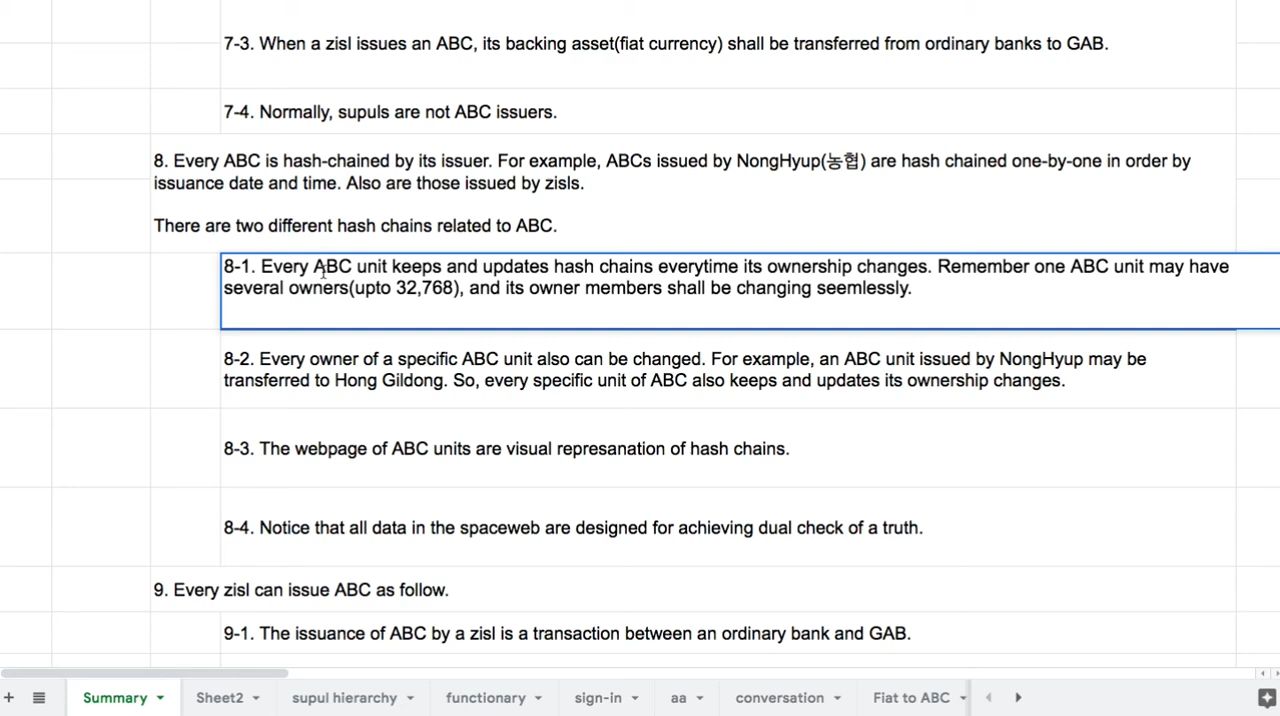 7-3. When a zisl issues an ABC, its backing asset(fiat currency) shall be transferred from ordinary banks to GAB.
7-4. Normally, supuls are not ABC issuers.
8. Every ABC is hash-chained by its issuer. For example, ABCs issued by NongHyup(농협) are hash chained one-by-one in order by
issuance date and time. Also are those issued by zisls.
There are two different hash chains related to ABC.
8-1. Every ABC unit keeps and updates hash chains everytime its ownership changes. Remember one ABC unit may have
several owners(upto 32,768), and its owner members shall be changing seemlessly.
8-2. Every owner of a specific ABC unit also can be changed. For example, an ABC unit issued by NongHyup may be
transferred to Hong Gildong. So, every specific unit of ABC also keeps and updates its ownership changes.
8-3. The webpage of ABC units are visual represanation of hash chains.
8-4. Notice that all data in the spaceweb are designed for achieving dual check of a truth.
9. Every zisl can issue ABC as follow.
9-1. The issuance of ABC by a zisl is a transaction between an ordinary bank and GAB.
Summary Sheet2 supul hierarchy functionary sign-in aa conversation Fiat to ABC